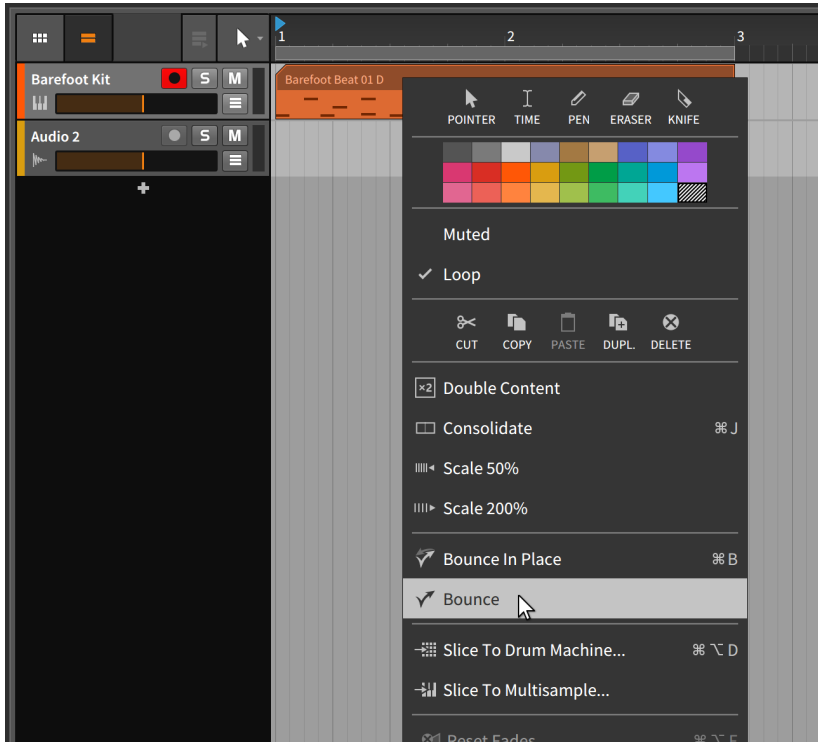 1 2 3
Barefoot Kit S M
Barefoot Beat 01 D
Audio 2 S M
POINTER TIME PEN ERASER KNIFE
Muted
Loop
CUT COPY PASTE DUPL. DELETE
×2 Double Content
Consolidate ⌘ J
Scale 50%
Scale 200%
Bounce In Place ⌘ B
Bounce
Slice To Drum Machine... ⌘ ⌥ D
Slice To Multisample...
Reset Fades ⌘ ⌥ F